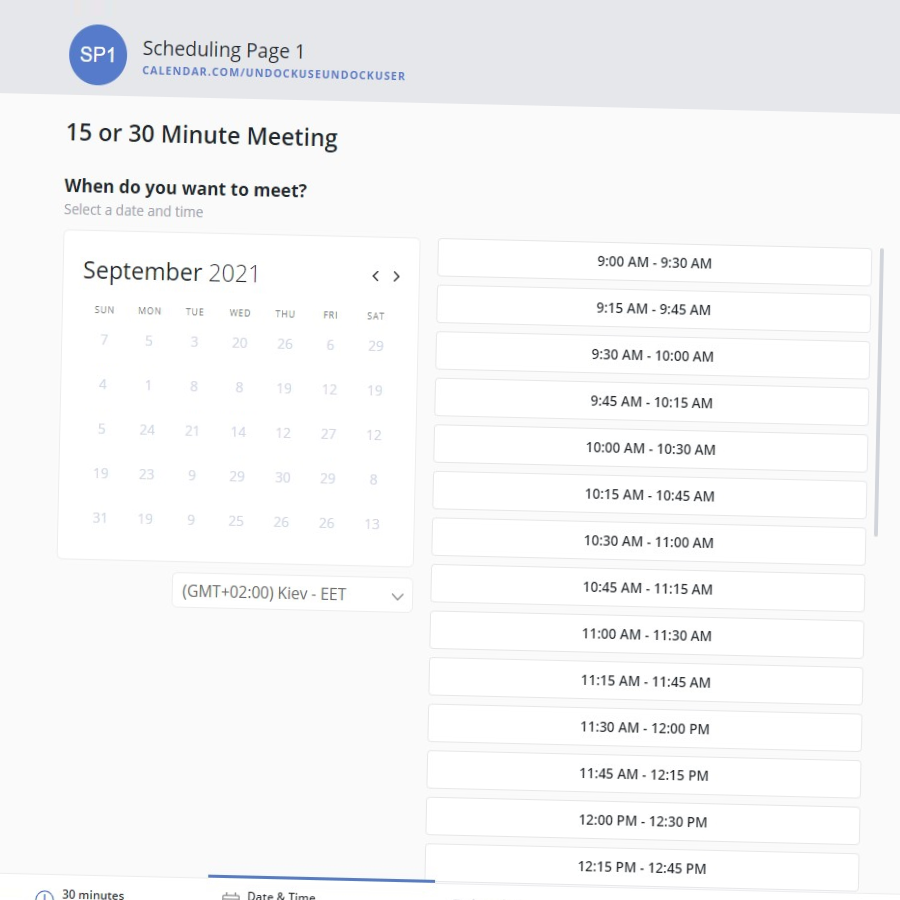 SP1
Scheduling Page 1
CALENDAR.COM/UNDOCKUSEUNDOCKUSER
15 or 30 Minute Meeting
When do you want to meet?
Select a date and time
September 2021
SUN MON TUE WED THU FRI SAT
7 5 3 20 26 6 29
4 1 8 8 19 12 19
5 24 21 14 12 27 12
19 23 9 29 30 29 8
31 19 9 25 26 26 13
(GMT+02:00) Kiev - EET
9:00 AM - 9:30 AM
9:15 AM - 9:45 AM
9:30 AM - 10:00 AM
9:45 AM - 10:15 AM
10:00 AM - 10:30 AM
10:15 AM - 10:45 AM
10:30 AM - 11:00 AM
10:45 AM - 11:15 AM
11:00 AM - 11:30 AM
11:15 AM - 11:45 AM
11:30 AM - 12:00 PM
11:45 AM - 12:15 PM
12:00 PM - 12:30 PM
12:15 PM - 12:45 PM
30 minutes
Date & Time